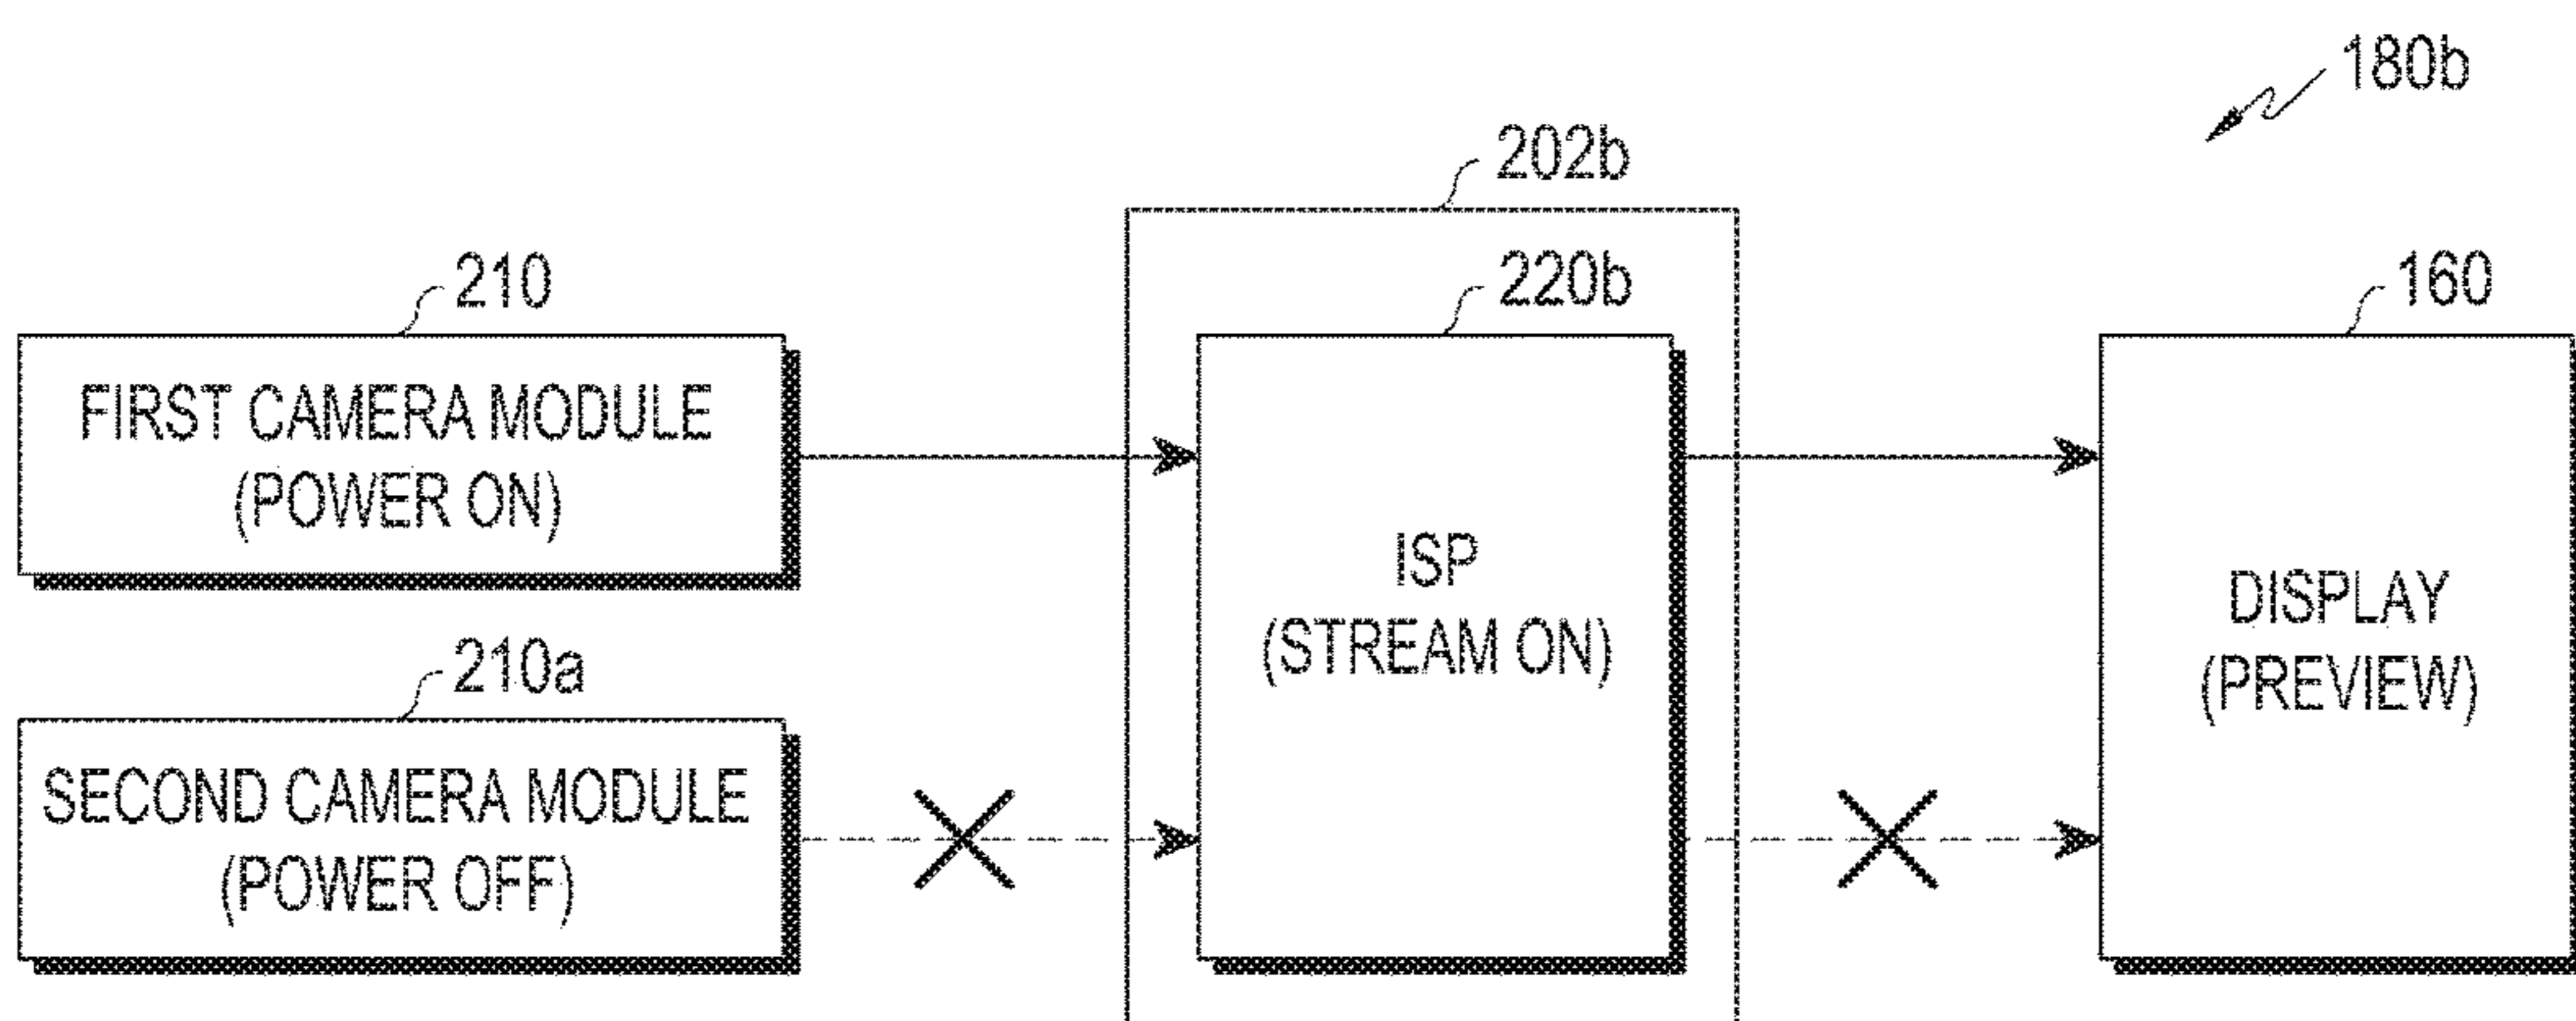 180b
202b
210
220b
160
FIRST CAMERA MODULE
(POWER ON)
ISP
(STREAM ON)
DISPLAY
(PREVIEW)
210a
SECOND CAMERA MODULE
(POWER OFF)